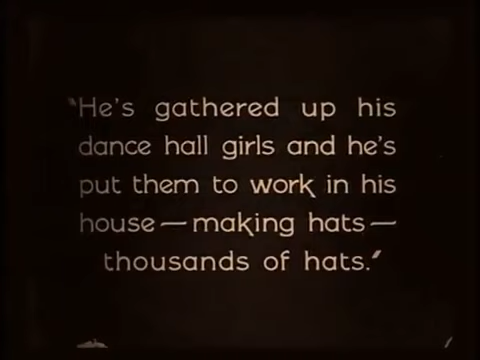 "He's gathered up his
dance hall girls and he's
put them to work in his
house — making hats —
thousands of hats."